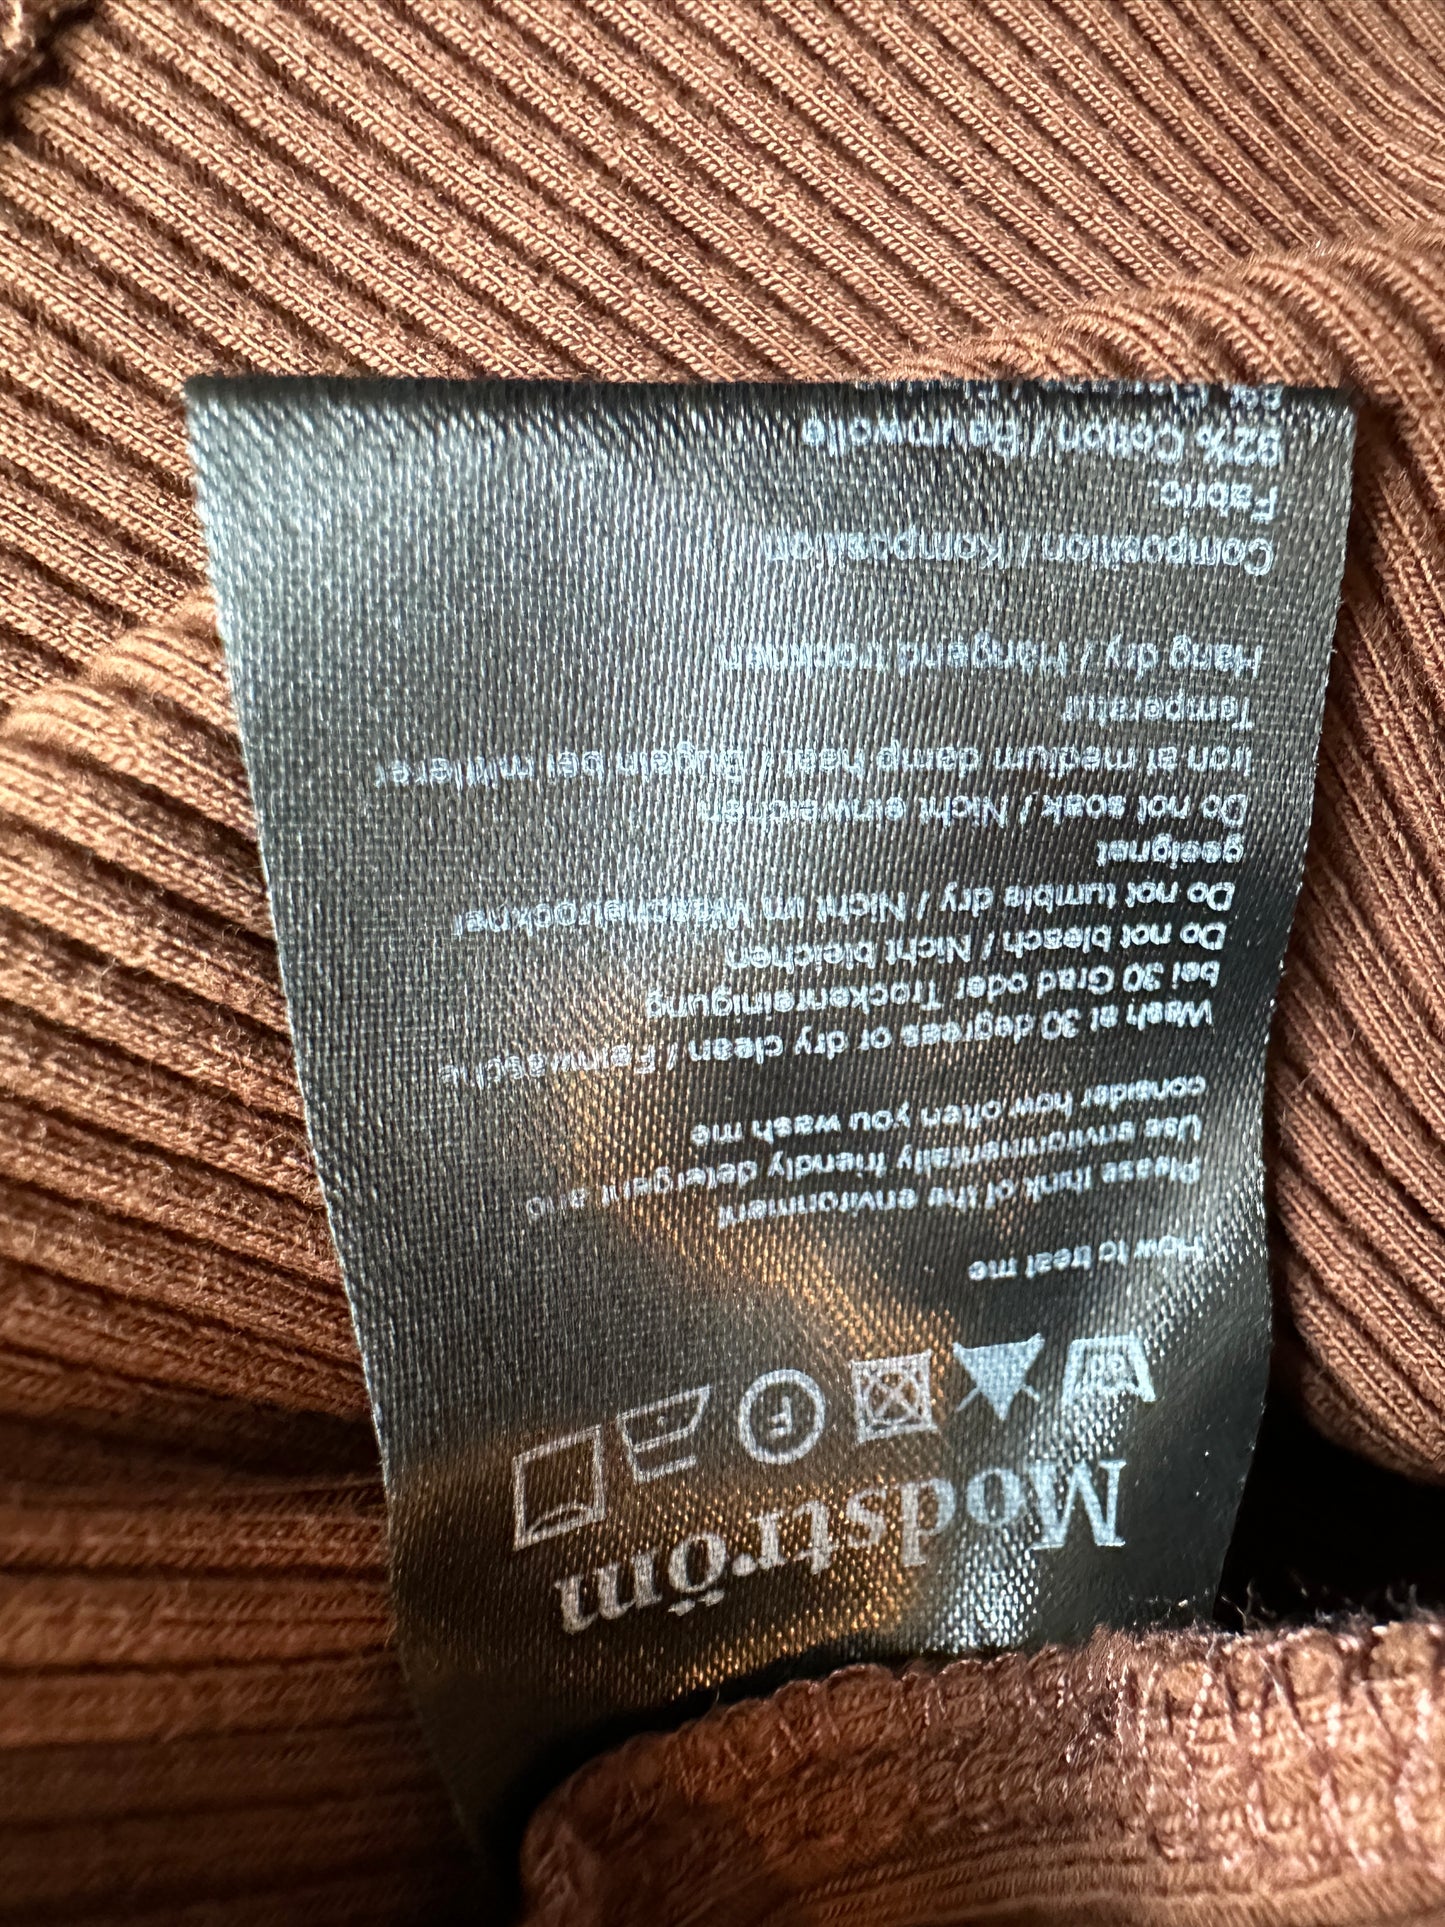 Modström
30
F
How to treat me
Please think of the environment
Use environmentally friendly detergent and
consider how often you wash me
Wash at 30 degrees or dry clean / Feinwäsche
bei 30 Grad oder Trockenreinigung
Do not bleach / Nicht bleichen
Do not tumble dry / Nicht im Wäschetrockner
geeignet
Do not soak / Nicht einweichen
Iron at medium damp heat / Bügeln bei mittlerer
Temperatur
Hang dry / Hängend trocknen
Composition / Komposition
Fabric:
92% Cotton / Baumwolle